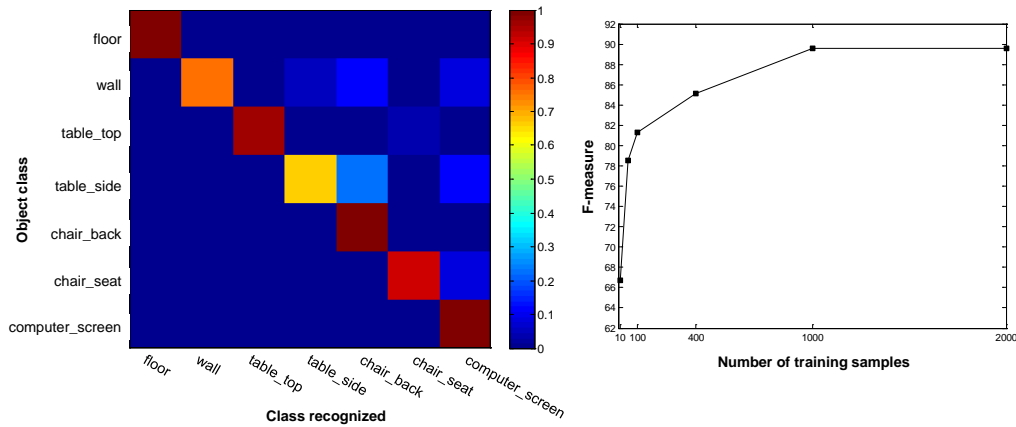 floor
wall
table_top
table_side
chair_back
chair_seat
computer_screen
Object class
floor
wall
table_top
table_side
chair_back
chair_seat
computer_screen
Class recognized
1
0.9
0.8
0.7
0.6
0.5
0.4
0.3
0.2
0.1
0
92
90
88
86
84
82
80
78
76
74
72
70
68
66
64
62
F-measure
10 100 400 1000 2000
Number of training samples